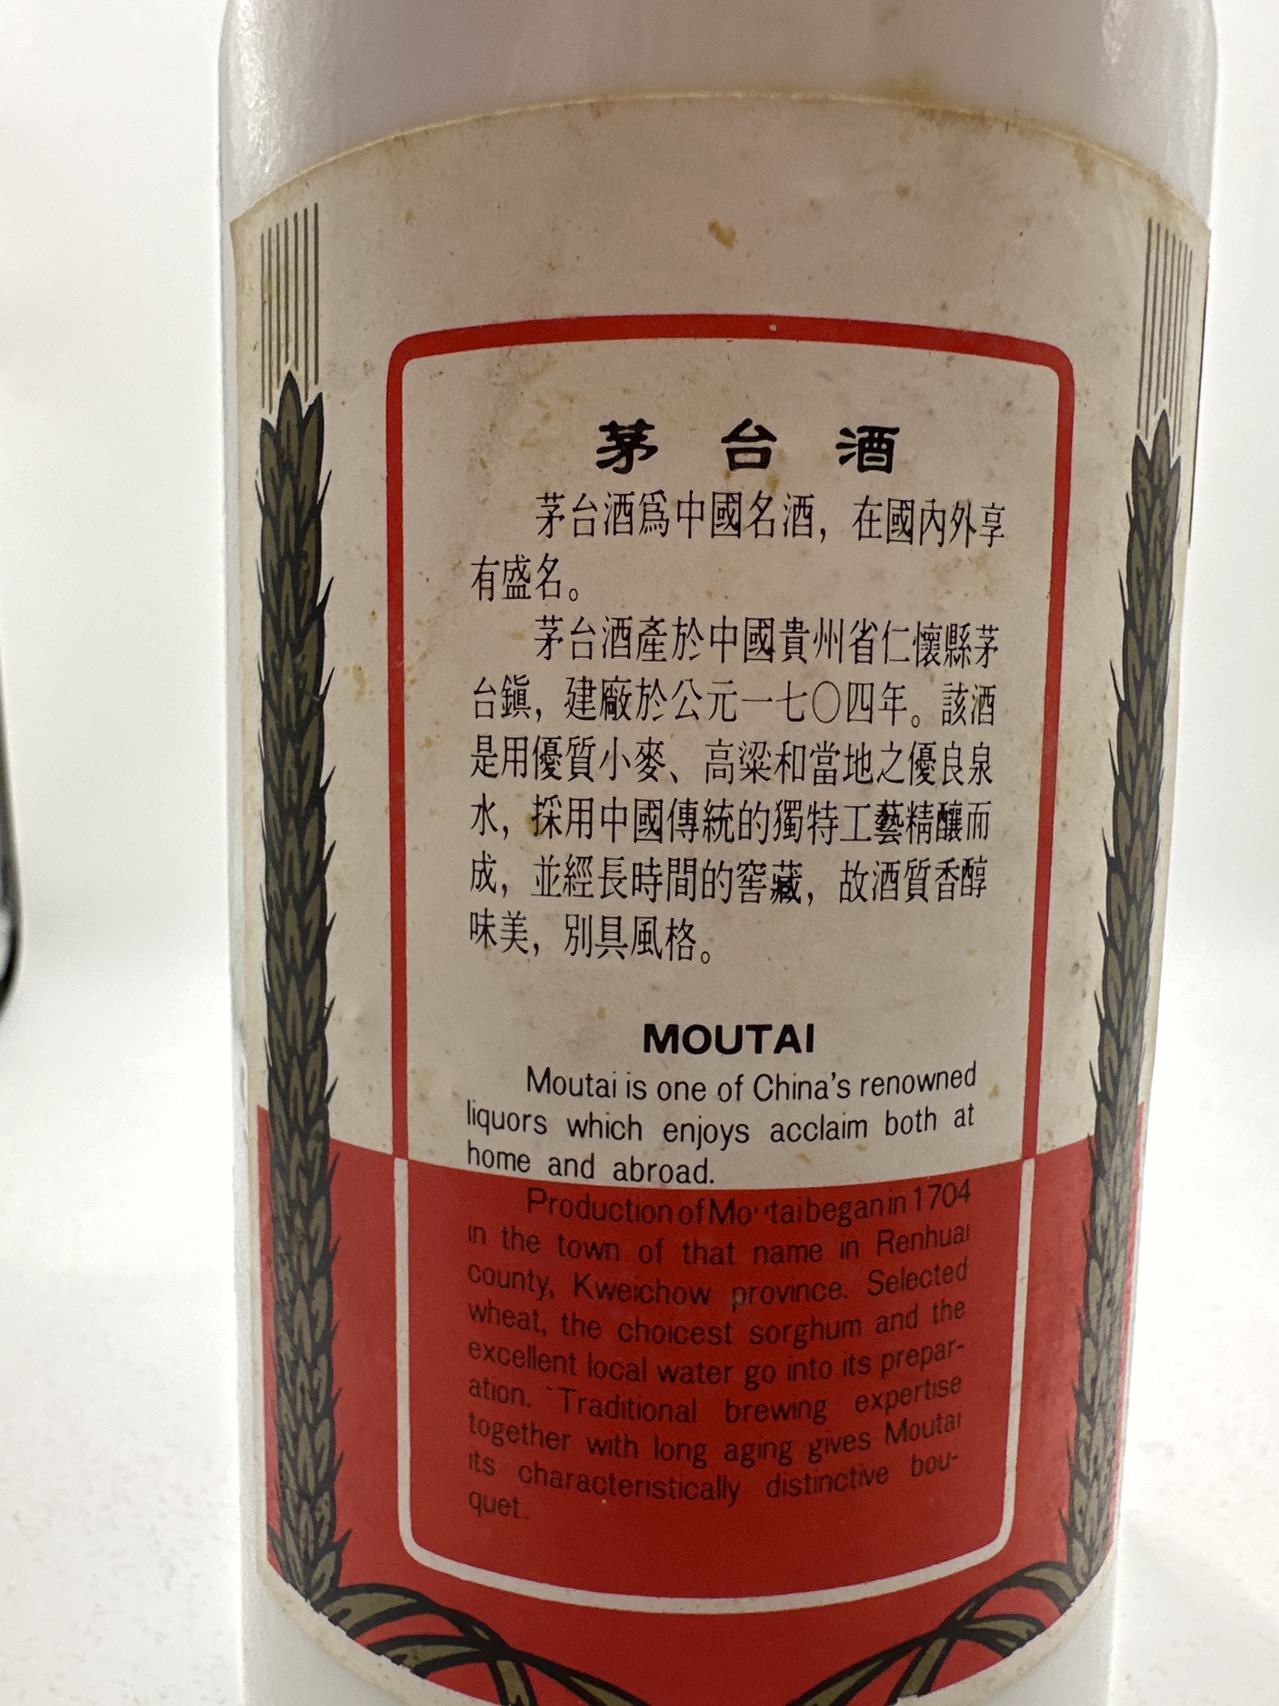 茅台酒
茅台酒爲中國名酒，在國內外享
有盛名。
茅台酒產於中國貴州省仁懷縣茅
台鎮，建廠於公元一七〇四年。該酒
是用優質小麥、高粱和當地之優良泉
水，採用中國傳統的獨特工藝精釀而
成，並經長時間的窖藏，故酒質香醇
味美，別具風格。
MOUTAI
Moutai is one of China's renowned
liquors which enjoys acclaim both at
home and abroad.
Production of Moutai began in 1704
in the town of that name in Renhuai
county, Kweichow province. Selected
wheat, the choicest sorghum and the
excellent local water go into its prepar-
ation. Traditional brewing expertise
together with long aging gives Moutai
its characteristically distinctive bou-
quet.